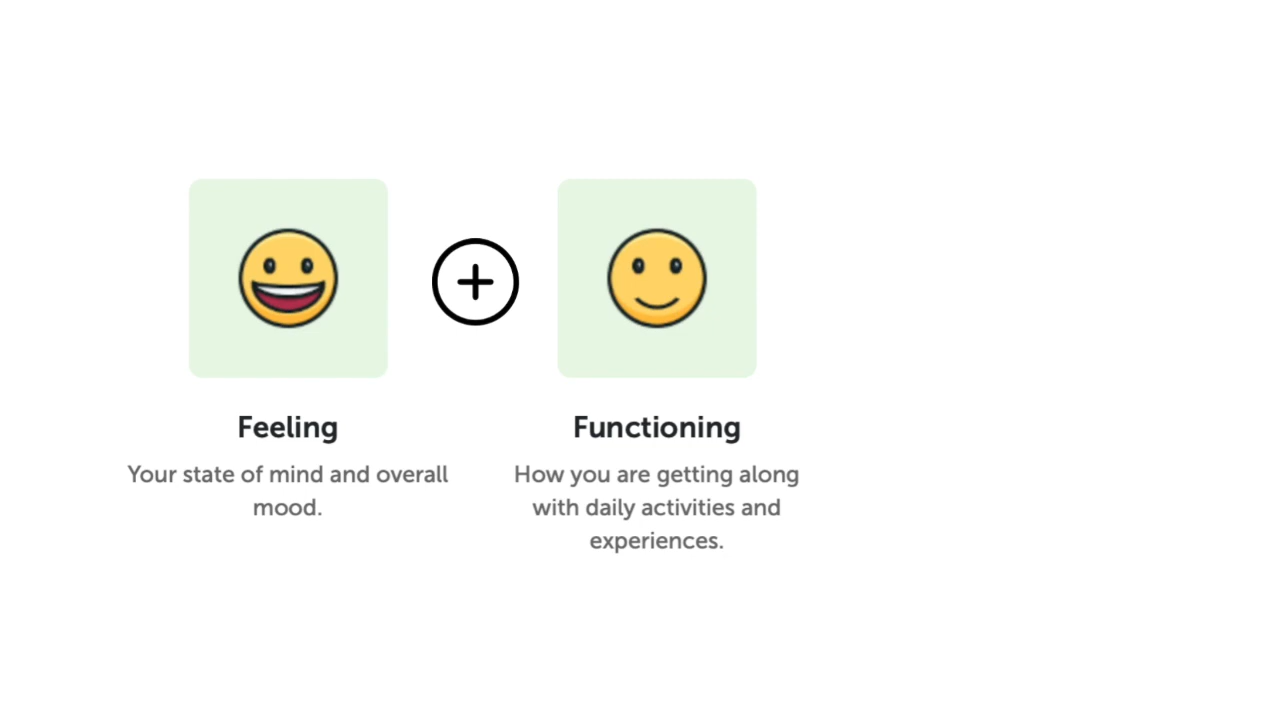 Feeling
Your state of mind and overall
mood.
Functioning
How you are getting along
with daily activities and
experiences.